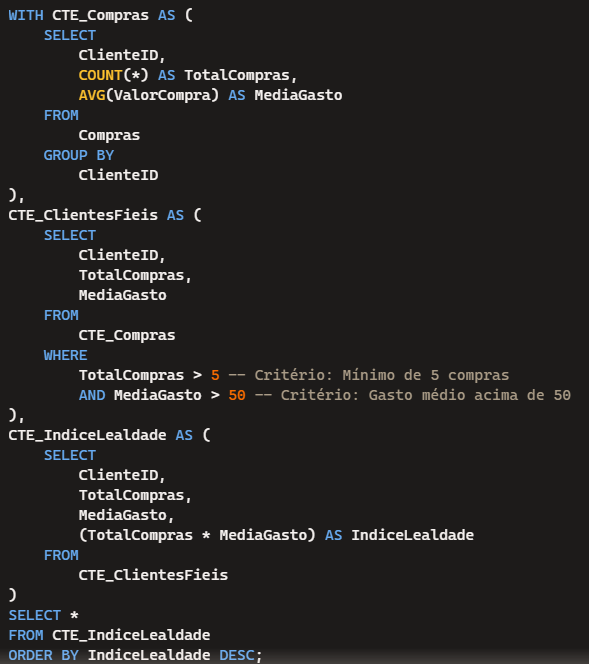 WITH CTE_Compras AS (
    SELECT
        ClienteID,
        COUNT(*) AS TotalCompras,
        AVG(ValorCompra) AS MediaGasto
    FROM
        Compras
    GROUP BY
        ClienteID
),
CTE_ClientesFieis AS (
    SELECT
        ClienteID,
        TotalCompras,
        MediaGasto
    FROM
        CTE_Compras
    WHERE
        TotalCompras > 5 -- Critério: Mínimo de 5 compras
        AND MediaGasto > 50 -- Critério: Gasto médio acima de 50
),
CTE_IndiceLealdade AS (
    SELECT
        ClienteID,
        TotalCompras,
        MediaGasto,
        (TotalCompras * MediaGasto) AS IndiceLealdade
    FROM
        CTE_ClientesFieis
)
SELECT *
FROM CTE_IndiceLealdade
ORDER BY IndiceLealdade DESC;